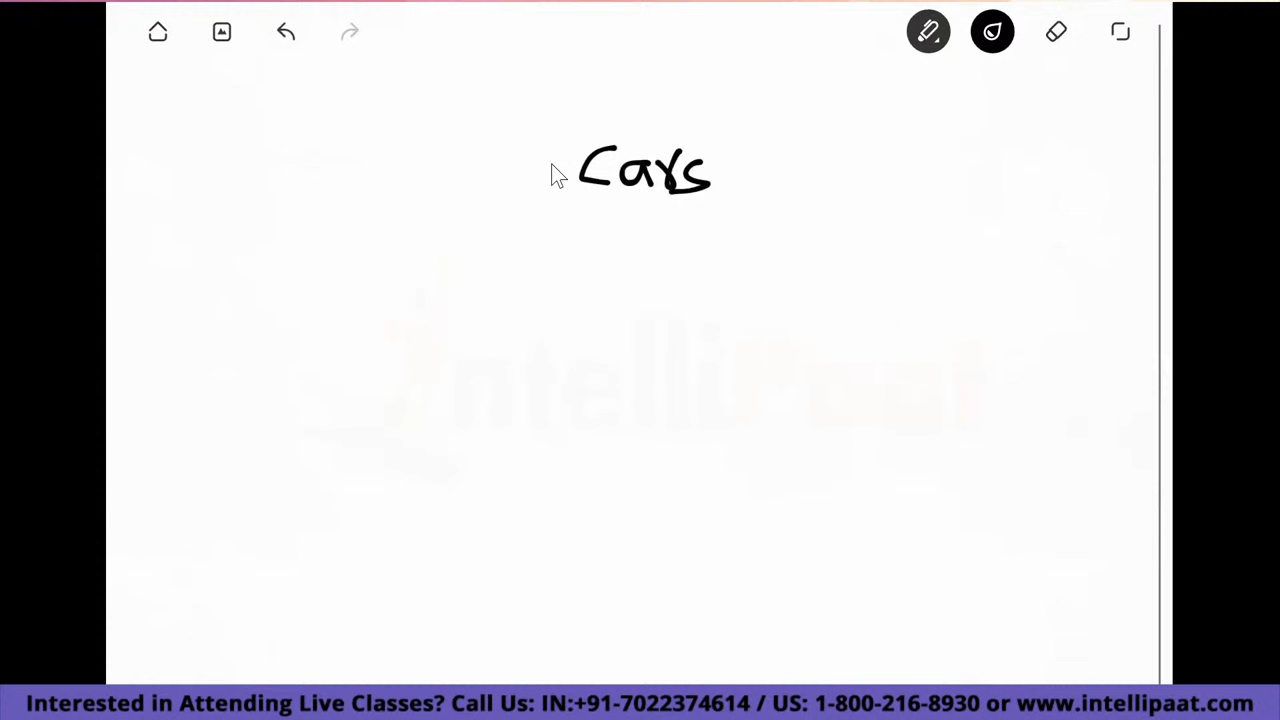 Cars
IntelliPaat
Interested in Attending Live Classes? Call Us: IN:+91-7022374614 / US: 1-800-216-8930 or www.intellipaat.com